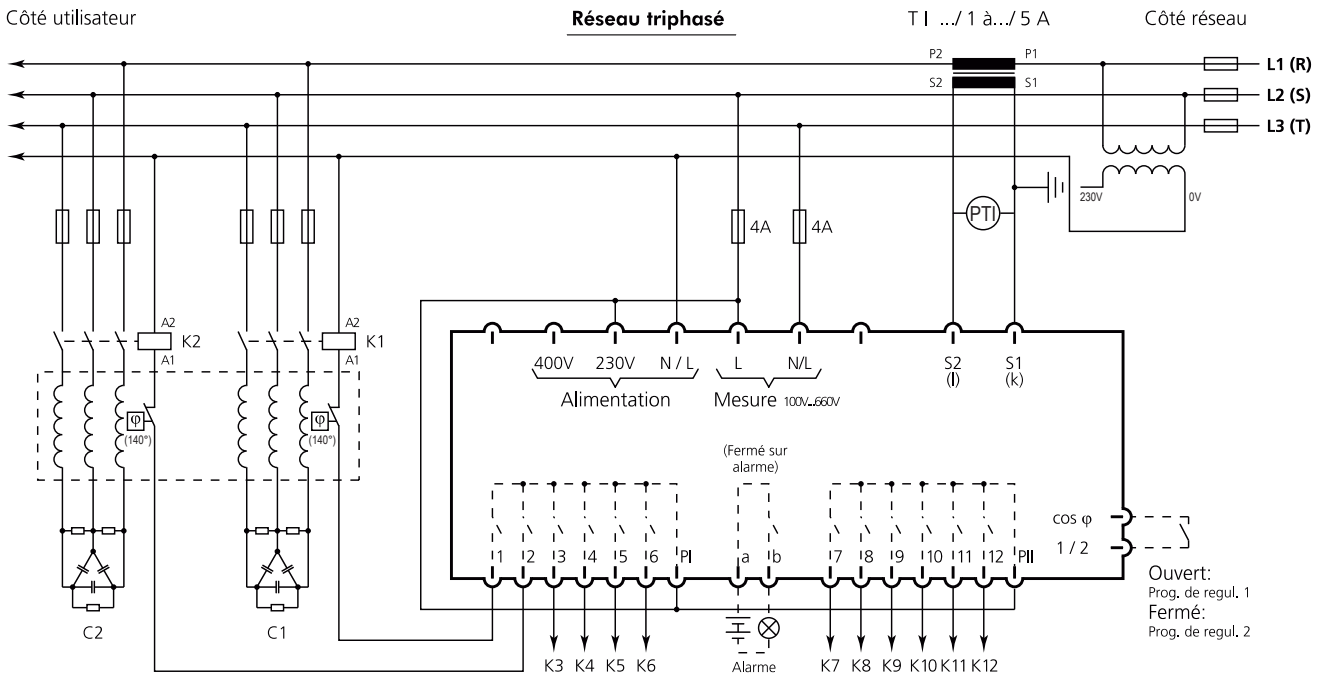 Côté utilisateur
Réseau triphasé
T I .../ 1 à.../ 5 A
Côté réseau
P2
P1
L1 (R)
S2
S1
L2 (S)
L3 (T)
230V
0V
PTI
4A
4A
A2
K2
A1
A2
K1
A1
400V
230V
N / L
L
N/L
S2
(l)
S1
(k)
Alimentation
Mesure 100V...660V
φ
(140°)
φ
(140°)
(Fermé sur
alarme)
cos φ
1 / 2
1
2
3
4
5
6
PI
a
b
7
8
9
10
11
12
PII
Ouvert:
Prog. de regul. 1
Fermé:
Prog. de regul. 2
C2
C1
K3
K4
K5
K6
Alarme
K7
K8
K9
K10
K11
K12